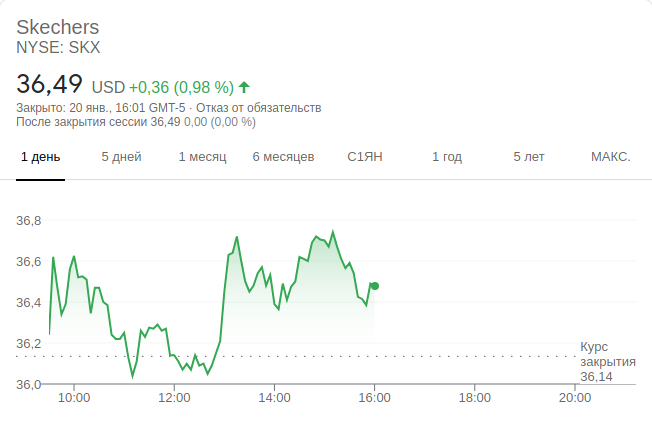 Skechers
NYSE: SKX
36,49 USD +0,36 (0,98 %)
Закрыто: 20 янв., 16:01 GMT-5 · Отказ от обязательств
После закрытия сессии 36,49 0,00 (0,00 %)
1 день 5 дней 1 месяц 6 месяцев С1ЯН 1 год 5 лет МАКС.
36,8
36,6
36,4
36,2
36,0
Курс
закрытия
36,14
10:00 12:00 14:00 16:00 18:00 20:00